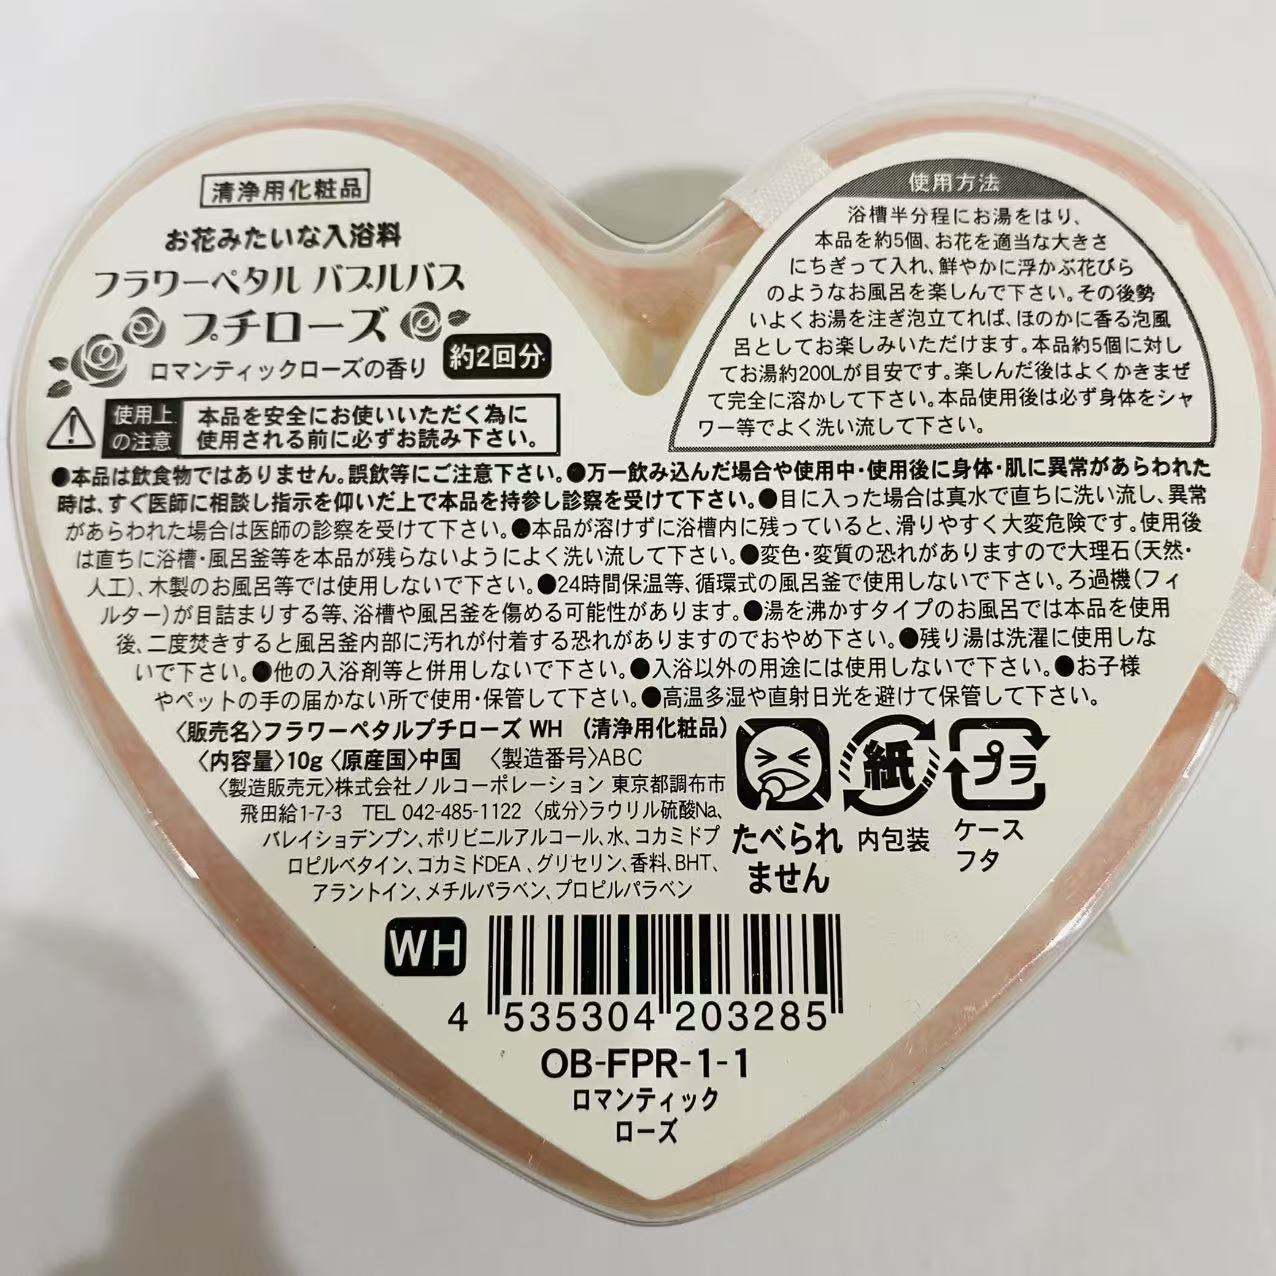 清浄用化粧品
お花みたいな入浴料
フラワーペタル バブルバス
プチローズ
ロマンティックローズの香り
約2回分
使用上
の注意
本品を安全にお使いいただく為に
使用される前に必ずお読み下さい。
使用方法
浴槽半分程にお湯をはり、
本品を約5個、お花を適当な大きさ
にちぎって入れ、鮮やかに浮かぶ花びら
のようなお風呂を楽しんで下さい。その後勢
いよくお湯を注ぎ泡立てれば、ほのかに香る泡風
呂としてお楽しみいただけます。本品約5個に対し
てお湯約200Lが目安です。楽しんだ後はよくかきまぜ
て完全に溶かして下さい。本品使用後は必ず身体をシャ
ワー等でよく洗い流して下さい。
●本品は飲食物ではありません。誤飲等にご注意下さい。●万一飲み込んだ場合や使用中・使用後に身体・肌に異常があらわれた
時は、すぐ医師に相談し指示を仰いだ上で本品を持参し診察を受けて下さい。●目に入った場合は真水で直ちに洗い流し、異常
があらわれた場合は医師の診察を受けて下さい。●本品が溶けずに浴槽内に残っていると、滑りやすく大変危険です。使用後
は直ちに浴槽・風呂釜等を本品が残らないようによく洗い流して下さい。●変色・変質の恐れがありますので大理石(天然・
人工)、木製のお風呂等では使用しないで下さい。●24時間保温等、循環式の風呂釜で使用しないで下さい。ろ過機(フィ
ルター)が目詰まりする等、浴槽や風呂釜を傷める可能性があります。●湯を沸かすタイプのお風呂では本品を使用
後、二度焚きすると風呂釜内部に汚れが付着する恐れがありますのでおやめ下さい。●残り湯は洗濯に使用しな
いで下さい。●他の入浴剤等と併用しないで下さい。●入浴以外の用途には使用しないで下さい。●お子様
やペットの手の届かない所で使用・保管して下さい。●高温多湿や直射日光を避けて保管して下さい。
〈販売名〉フラワーペタルプチローズ WH (清浄用化粧品)
〈内容量〉10g〈原産国〉中国 〈製造番号〉ABC
〈製造販売元〉株式会社ノルコーポレーション 東京都調布市
飛田給1-7-3 TEL 042-485-1122 〈成分〉ラウリル硫酸Na、
バレイショデンプン、ポリビニルアルコール、水、コカミドプ
ロピルベタイン、コカミドDEA、グリセリン、香料、BHT、
アラントイン、メチルパラベン、プロピルパラベン
たべられ
ません
紙
内包装
プラ
ケース
フタ
WH
4 535304 203285
OB-FPR-1-1
ロマンティック
ローズ